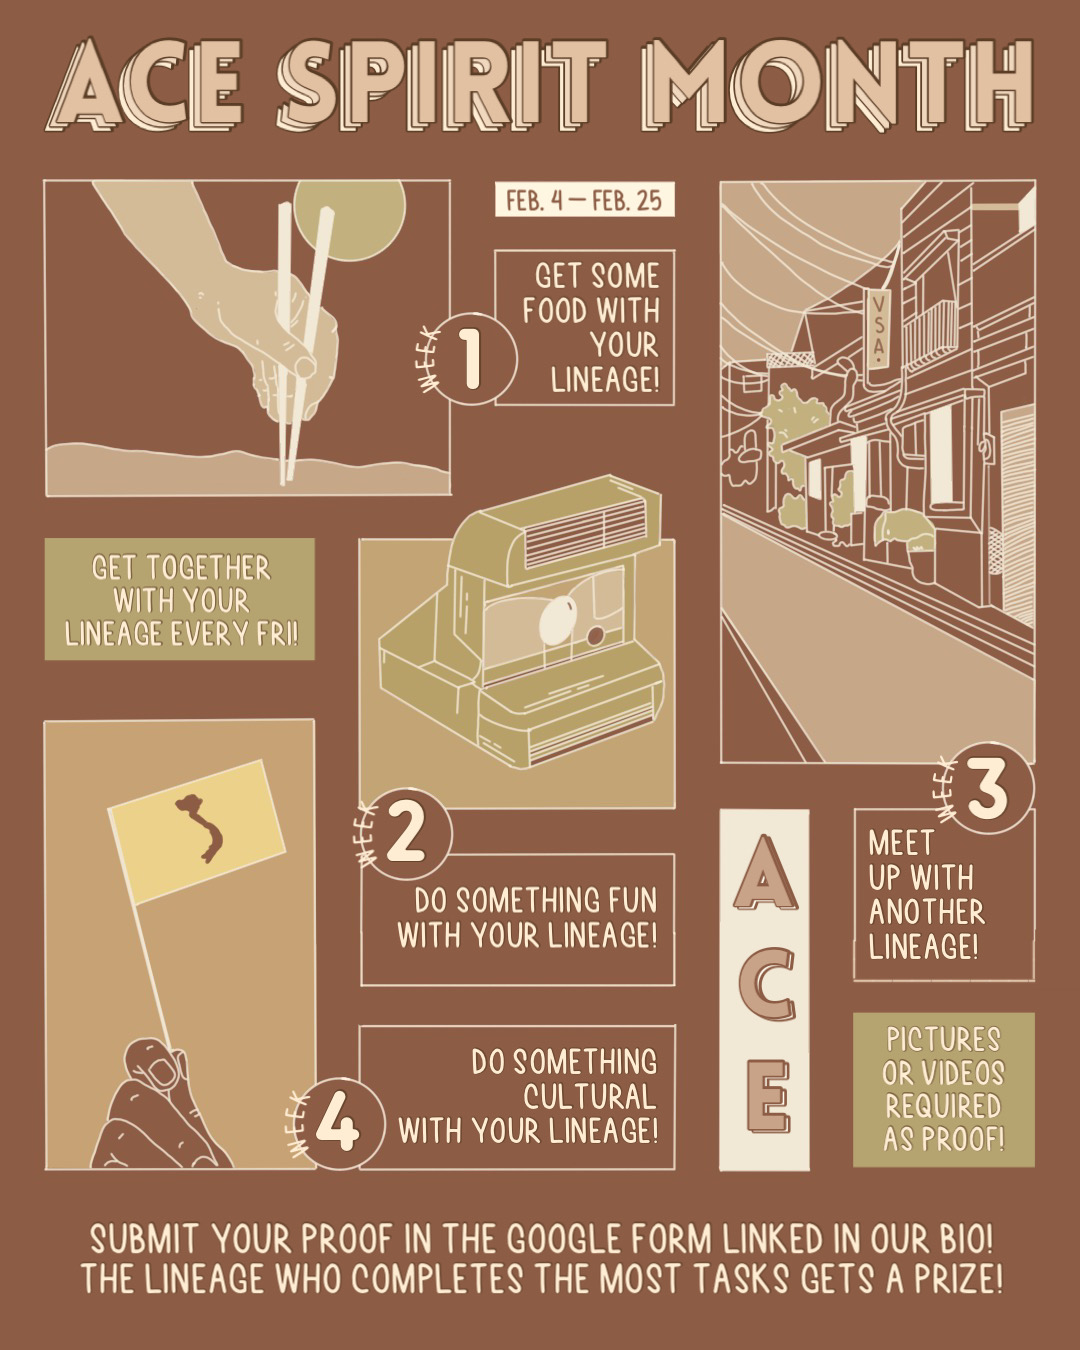 ACE SPIRIT MONTH
FEB. 4 — FEB. 25
WEEK 1
GET SOME
FOOD WITH
YOUR
LINEAGE!
VSA.
GET TOGETHER
WITH YOUR
LINEAGE EVERY FRI!
WEEK 2
DO SOMETHING FUN
WITH YOUR LINEAGE!
WEEK 3
MEET
UP WITH
ANOTHER
LINEAGE!
WEEK 4
DO SOMETHING
CULTURAL
WITH YOUR LINEAGE!
ACE
PICTURES
OR VIDEOS
REQUIRED
AS PROOF!
SUBMIT YOUR PROOF IN THE GOOGLE FORM LINKED IN OUR BIO!
THE LINEAGE WHO COMPLETES THE MOST TASKS GETS A PRIZE!